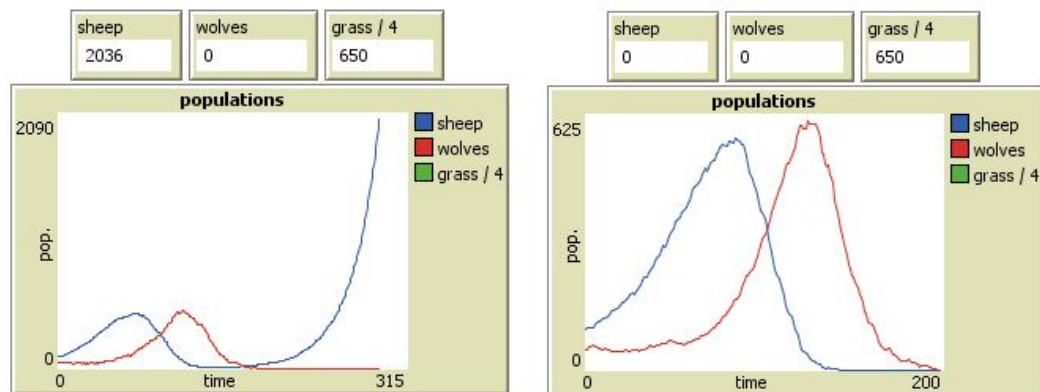 sheep
2036
wolves
0
grass / 4
650
populations
2090
pop.
0
0
time
315
sheep
wolves
grass / 4
sheep
0
wolves
0
grass / 4
650
populations
625
pop.
0
0
time
200
sheep
wolves
grass / 4